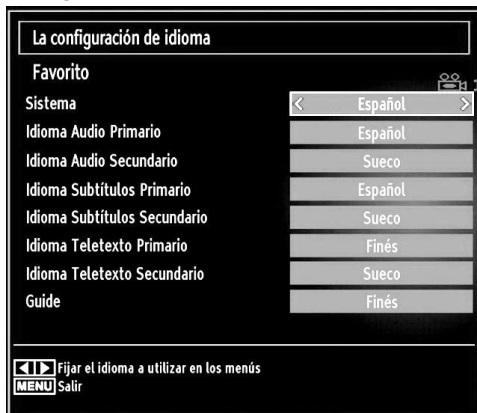 La configuración de idioma
Favorito
Sistema Español
Idioma Audio Primario Español
Idioma Audio Secundario Sueco
Idioma Subtítulos Primario Español
Idioma Subtítulos Secundario Sueco
Idioma Teletexto Primario Finés
Idioma Teletexto Secundario Sueco
Guide Finés
Fijar el idioma a utilizar en los menús
MENU Salir